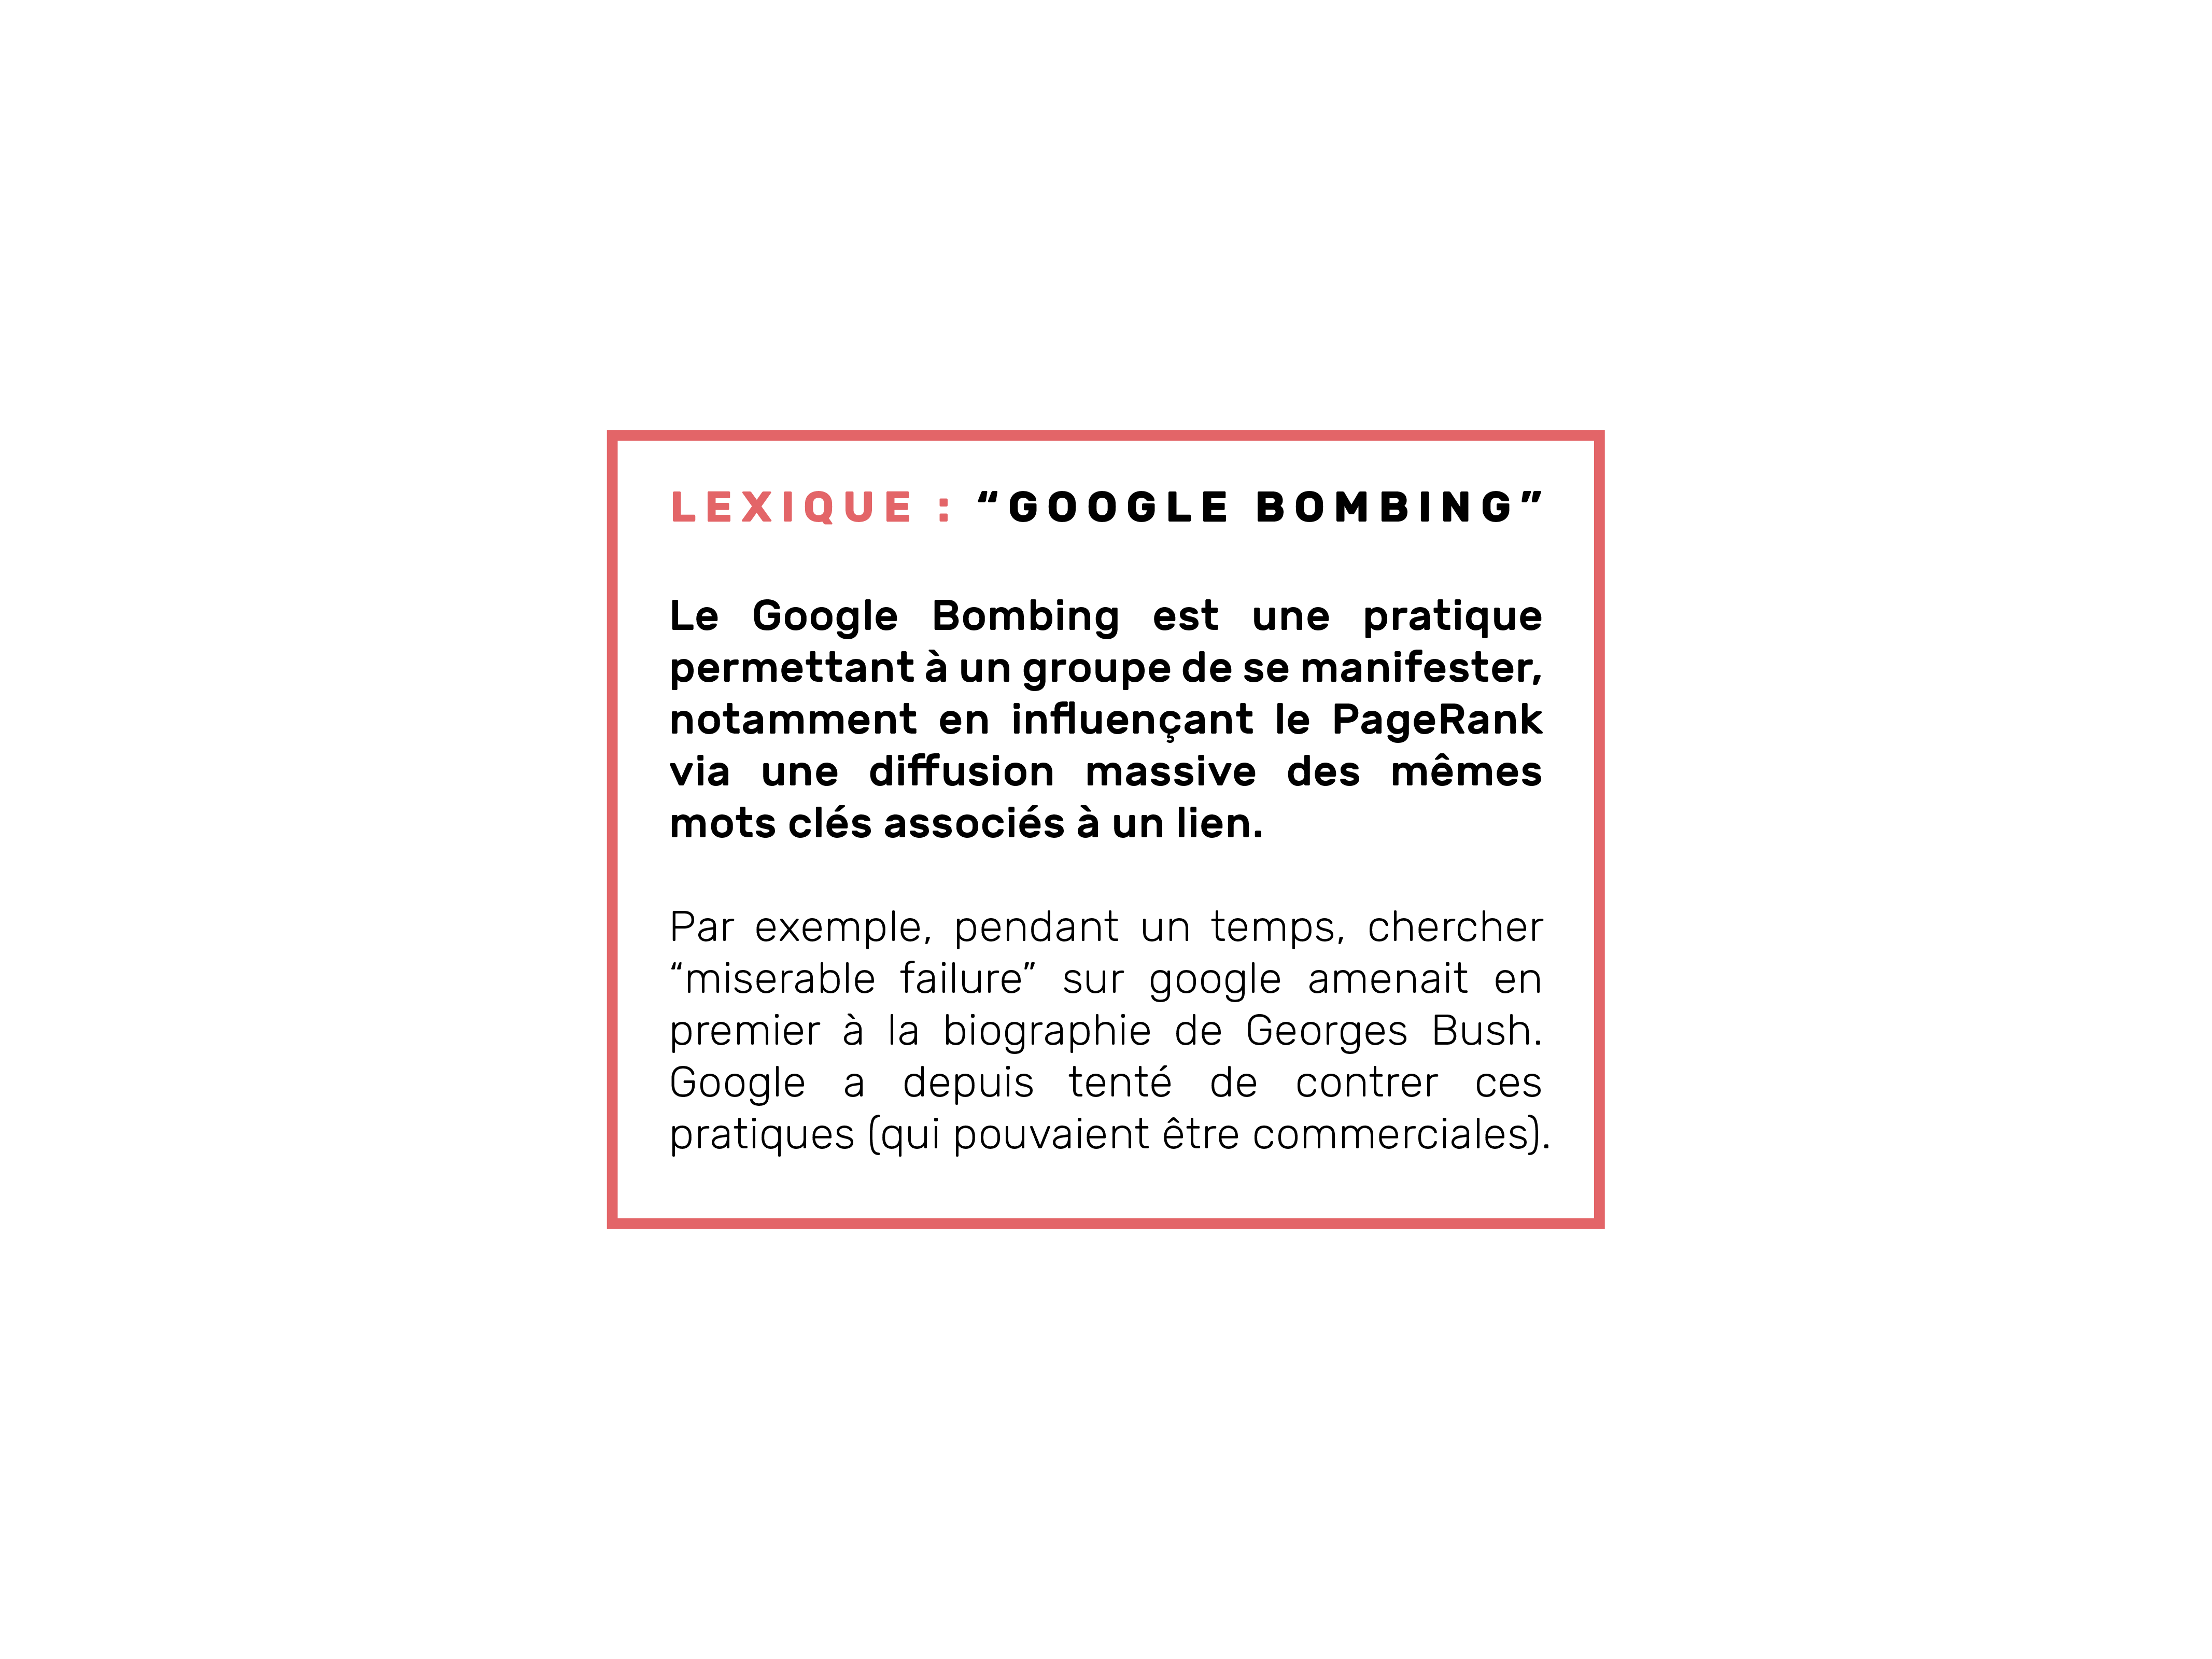 LEXIQUE : “GOOGLE BOMBING”
Le Google Bombing est une pratique
permettant à un groupe de se manifester,
notamment en influençant le PageRank
via une diffusion massive des mêmes
mots clés associés à un lien.
Par exemple, pendant un temps, chercher
“miserable failure” sur google amenait en
premier à la biographie de Georges Bush.
Google a depuis tenté de contrer ces
pratiques (qui pouvaient être commerciales).